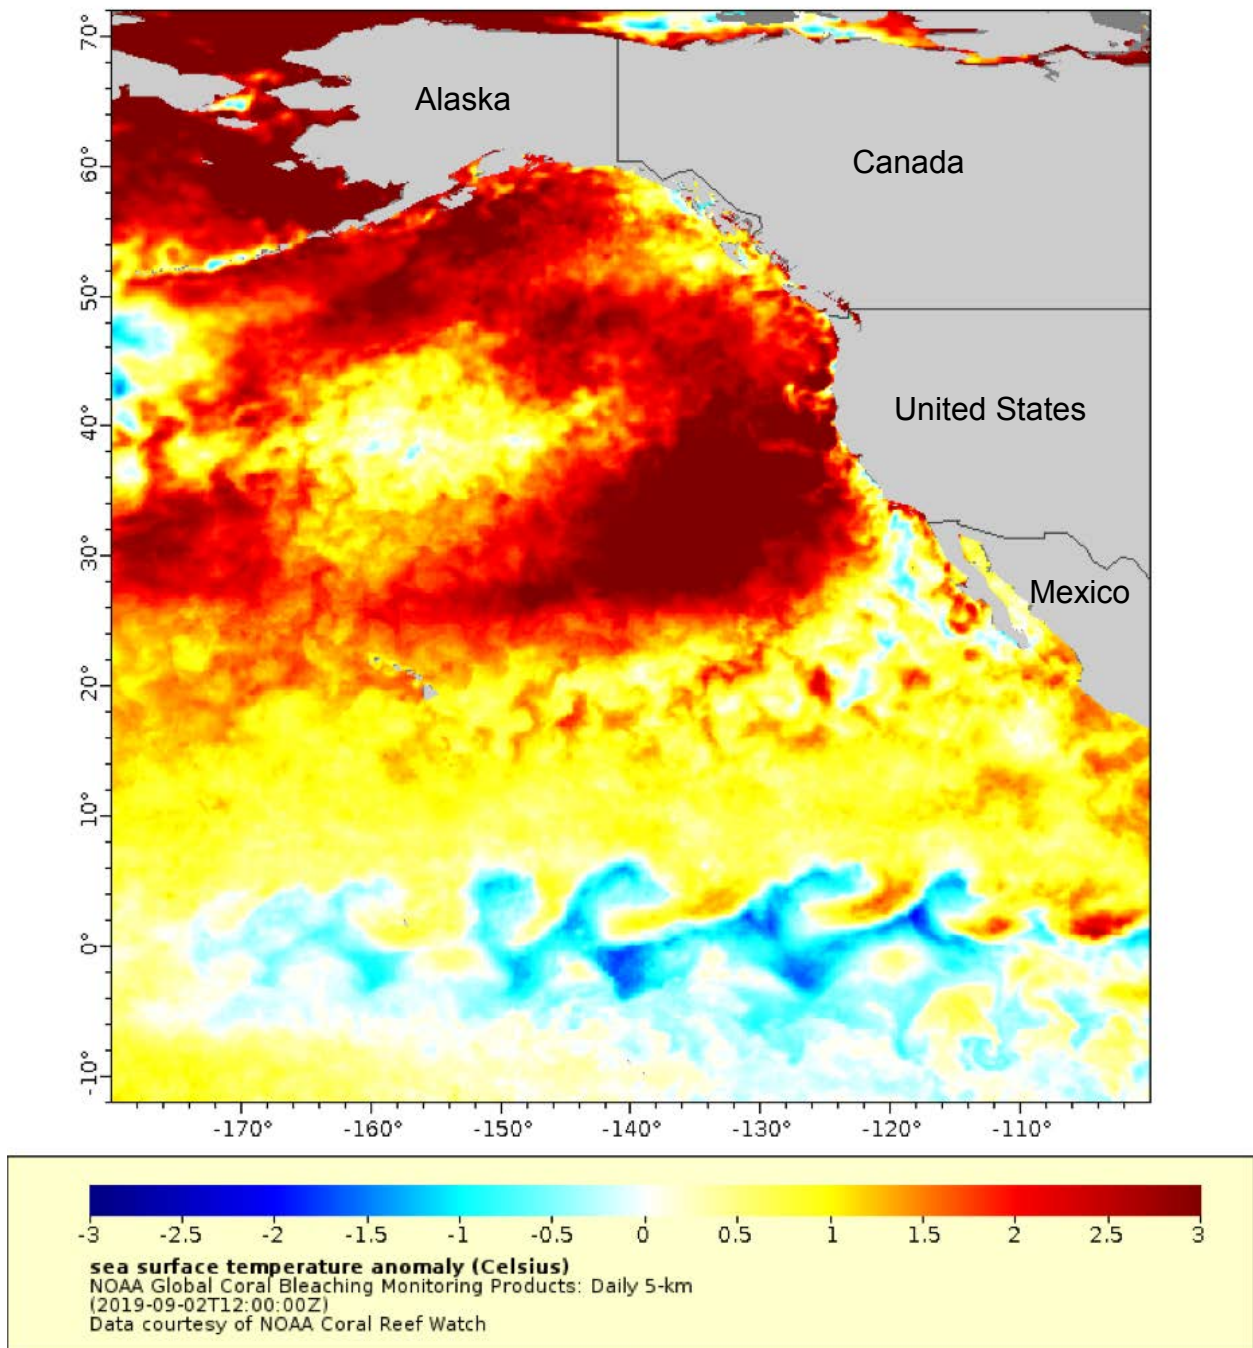 70°
Alaska
Canada
60°
50°
United States
40°
30°
Mexico
20°
10°
0°
-10°
-170° -160° -150° -140° -130° -120° -110°
-3 -2.5 -2 -1.5 -1 -0.5 0 0.5 1 1.5 2 2.5 3
sea surface temperature anomaly (Celsius)
NOAA Global Coral Bleaching Monitoring Products: Daily 5-km
(2019-09-02T12:00:00Z)
Data courtesy of NOAA Coral Reef Watch